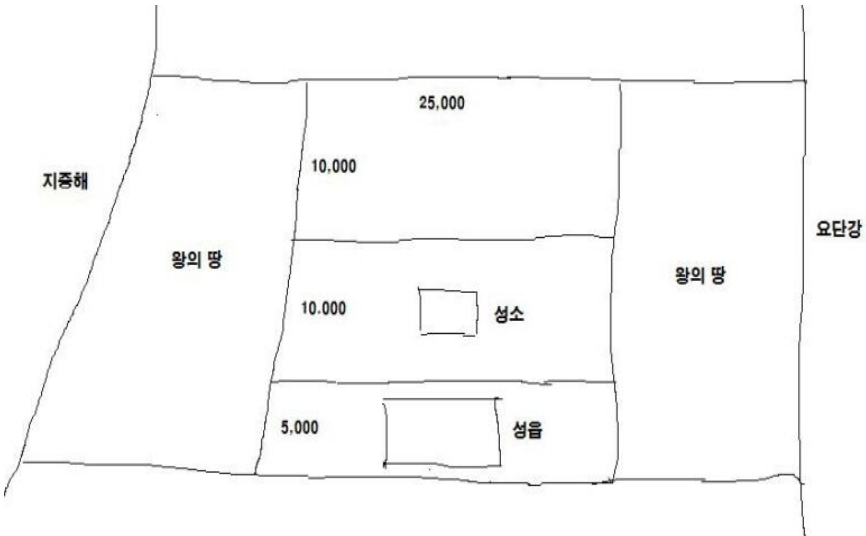 25,000
10,000
지중해
요단강
왕의 땅
왕의 땅
10.000
성소
5,000
성읍